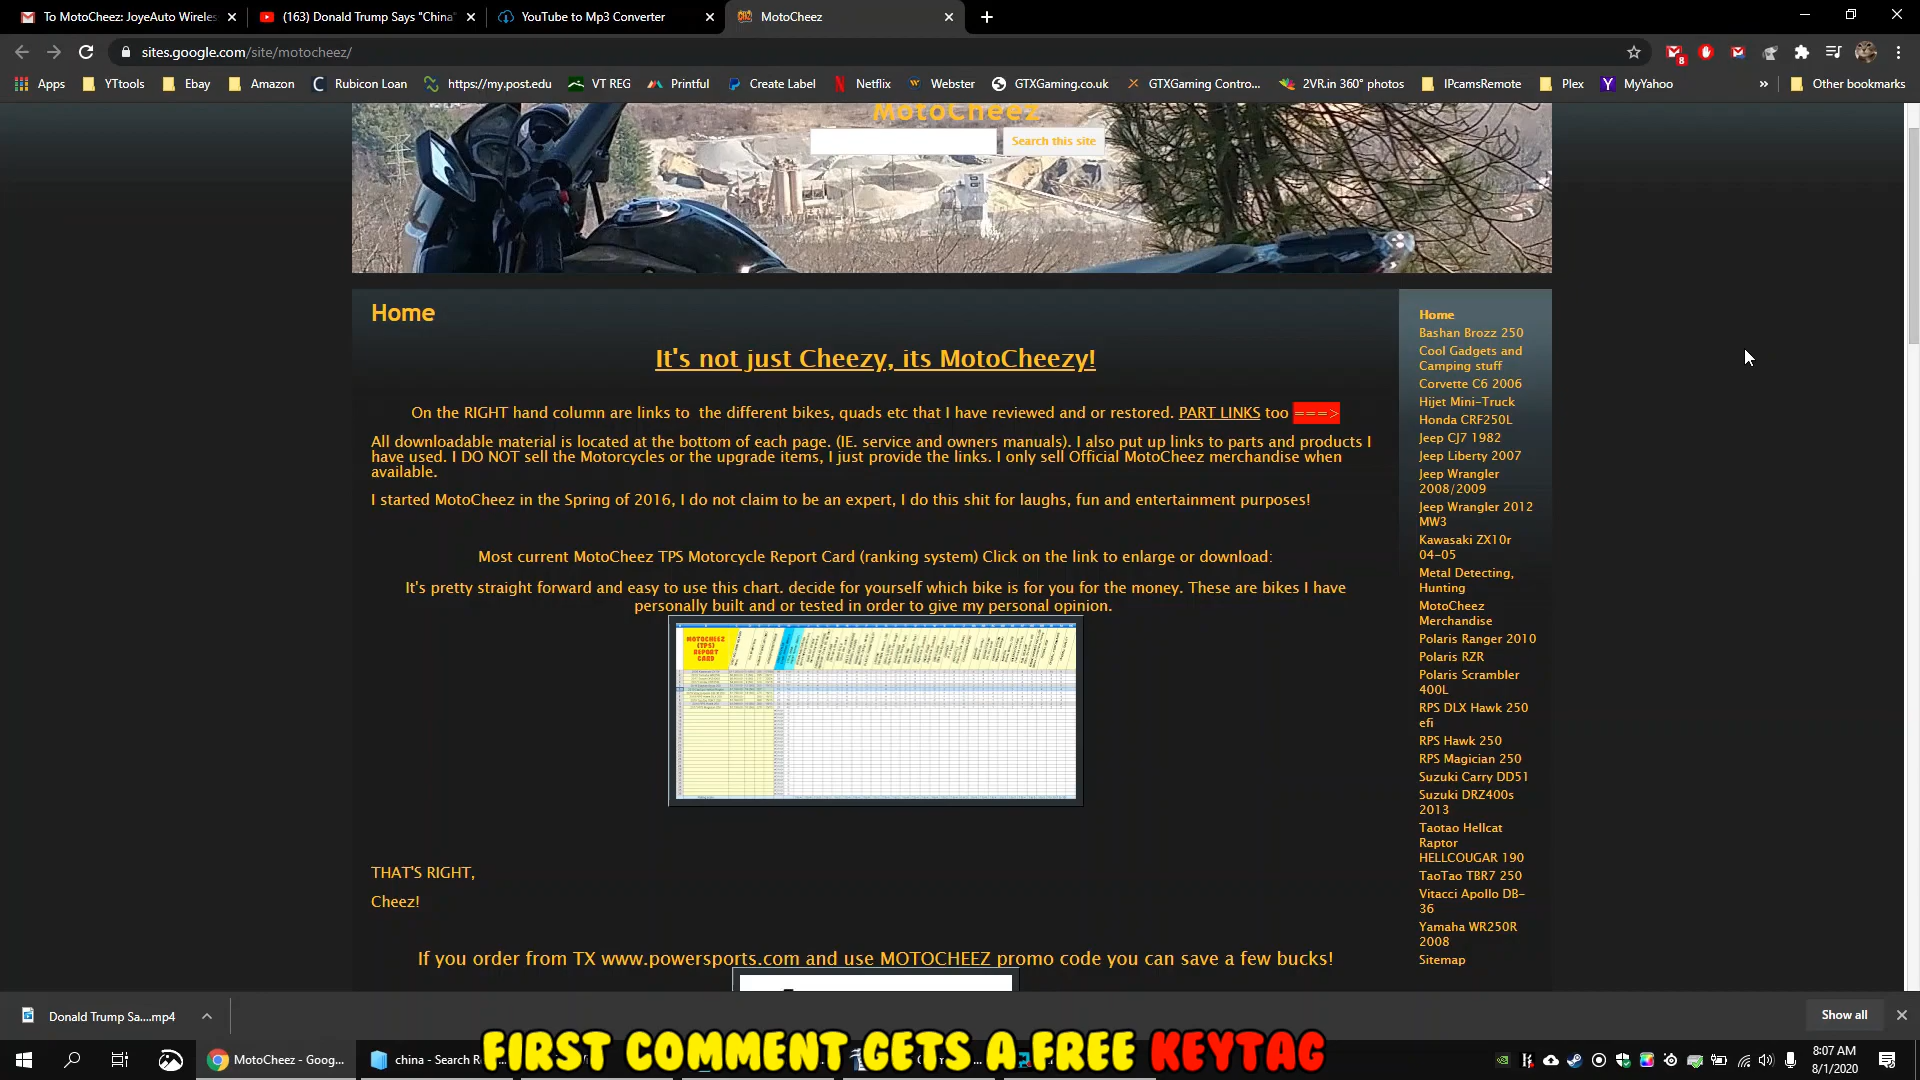 To MotoCheez: JoyeAuto Wireles
(163) Donald Trump Says "China"
YouTube to Mp3 Converter
MotoCheez
sites.google.com/site/motocheez/
8
Apps
YTtools
Ebay
Amazon
Rubicon Loan
https://my.post.edu
VT REG
Printful
Create Label
Netflix
Webster
GTXGaming.co.uk
GTXGaming Contro...
2VR.in 360° photos
IPcamsRemote
Plex
MyYahoo
»
Other bookmarks
MotoCheez
Search this site
Home
It's not just Cheezy, its MotoCheezy!
On the RIGHT hand column are links to the different bikes, quads etc that I have reviewed and or restored. PART LINKS too ===>
All downloadable material is located at the bottom of each page. (IE. service and owners manuals). I also put up links to parts and products I
have used. I DO NOT sell the Motorcycles or the upgrade items, I just provide the links. I only sell Official MotoCheez merchandise when
available.
I started MotoCheez in the Spring of 2016, I do not claim to be an expert, I do this shit for laughs, fun and entertainment purposes!
Most current MotoCheez TPS Motorcycle Report Card (ranking system) Click on the link to enlarge or download:
It's pretty straight forward and easy to use this chart. decide for yourself which bike is for you for the money. These are bikes I have
personally built and or tested in order to give my personal opinion.
MOTOCHEEZ
(TPS)
REPORT
CARD
THAT'S RIGHT,
Cheez!
If you order from TX www.powersports.com and use MOTOCHEEZ promo code you can save a few bucks!
Home
Bashan Brozz 250
Cool Gadgets and
Camping stuff
Corvette C6 2006
Hijet Mini-Truck
Honda CRF250L
Jeep CJ7 1982
Jeep Liberty 2007
Jeep Wrangler
2008/2009
Jeep Wrangler 2012
MW3
Kawasaki ZX10r
04-05
Metal Detecting,
Hunting
MotoCheez
Merchandise
Polaris Ranger 2010
Polaris RZR
Polaris Scrambler
400L
RPS DLX Hawk 250
efi
RPS Hawk 250
RPS Magician 250
Suzuki Carry DD51
Suzuki DRZ400s
2013
Taotao Hellcat
Raptor
HELLCOUGAR 190
TaoTao TBR7 250
Vitacci Apollo DB-
36
Yamaha WR250R
2008
Sitemap
Donald Trump Sa....mp4
Show all
MotoCheez - Goog...
china - Search R
FIRST COMMENT GETS A FREE KEYTAG
8:07 AM
8/1/2020